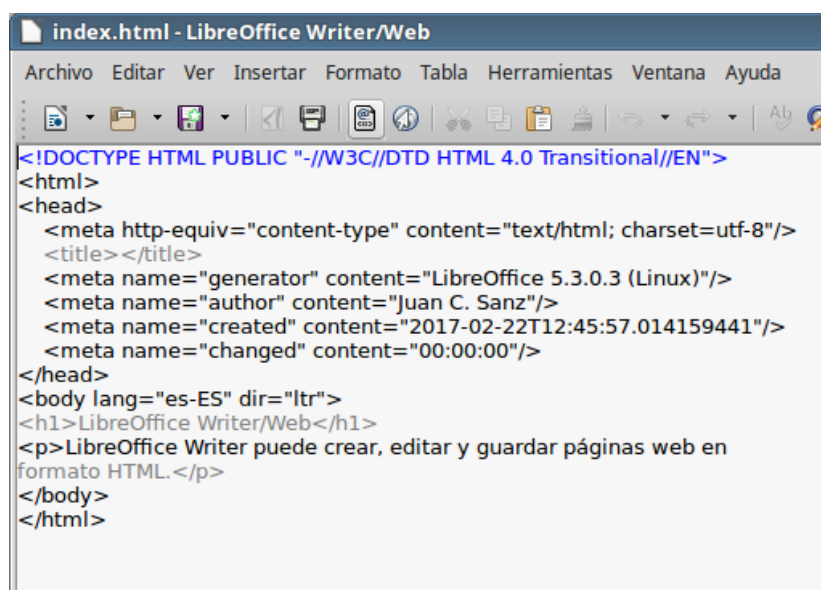 index.html - LibreOffice Writer/Web
Archivo Editar Ver Insertar Formato Tabla Herramientas Ventana Ayuda
Ab
<!DOCTYPE HTML PUBLIC "-//W3C//DTD HTML 4.0 Transitional//EN">
<html>
<head>
<meta http-equiv="content-type" content="text/html; charset=utf-8"/>
<title></title>
<meta name="generator" content="LibreOffice 5.3.0.3 (Linux)"/>
<meta name="author" content="Juan C. Sanz"/>
<meta name="created" content="2017-02-22T12:45:57.014159441"/>
<meta name="changed" content="00:00:00"/>
</head>
<body lang="es-ES" dir="ltr">
<h1>LibreOffice Writer/Web</h1>
<p>LibreOffice Writer puede crear, editar y guardar páginas web en
formato HTML.</p>
</body>
</html>